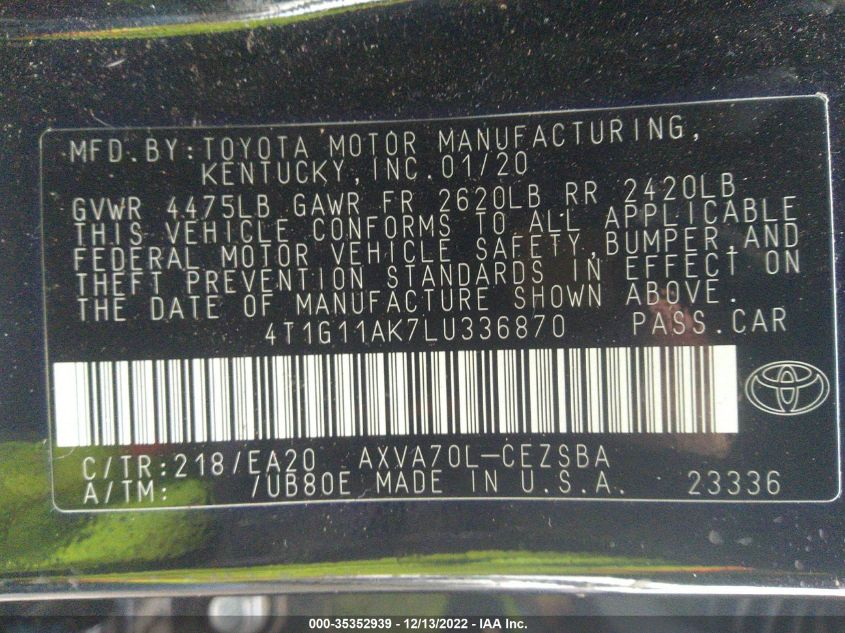 MFD.BY:TOYOTA MOTOR MANUFACTURING,
KENTUCKY,INC.01/20
GVWR 4475LB GAWR FR 2620LB RR 2420LB
THIS VEHICLE CONFORMS TO ALL APPLICABLE
FEDERAL MOTOR VEHICLE SAFETY,BUMPER,AND
THEFT PREVENTION STANDARDS IN EFFECT ON
THE DATE OF MANUFACTURE SHOWN ABOVE.
4T1G11AK7LU336870 PASS.CAR
C/TR:218/EA20 AXVA70L-CEZSBA
A/TM: /UB80E MADE IN U.S.A. 23336
000-35352939 - 12/13/2022 - IAA Inc.